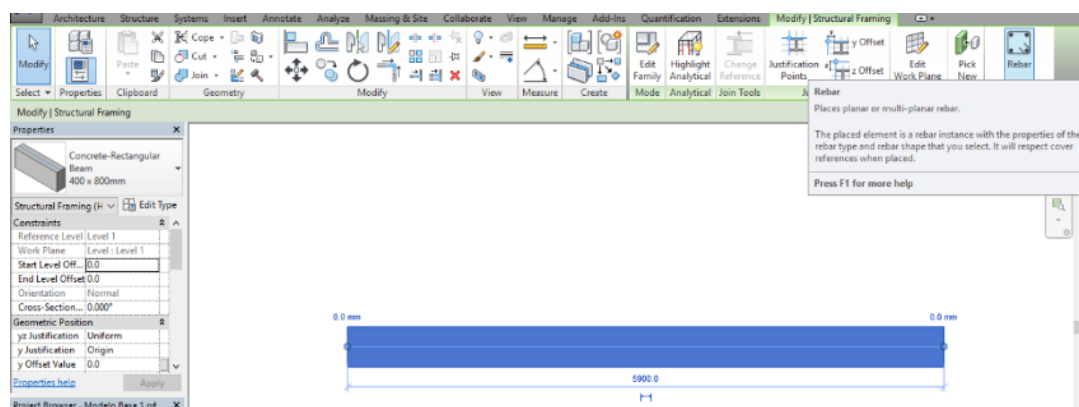 Architecture Structure Systems Insert Annotate Analyze Massing & Site Collaborate View Manage Add-Ins Quantification Extensions Modify | Structural Framing
Modify
Paste
Cope
Cut
Join
Edit Family
Highlight Analytical
Change Reference
Justification Points
y Offset
z Offset
Edit Work Plane
Pick New
Rebar
Select Properties Clipboard Geometry Modify View Measure Create Mode Analytical Join Tools
Modify | Structural Framing
Rebar
Places planar or multi-planar rebar.
The placed element is a rebar instance with the properties of the
rebar type and rebar shape that you select. It will respect cover
references when placed.
Press F1 for more help
Properties
Concrete-Rectangular
Beam
400 x 800mm
Structural Framing (H Edit Type
Constraints
Reference Level Level 1
Work Plane Level : Level 1
Start Level Off... 0.0
End Level Offset 0.0
Orientation Normal
Cross-Section... 0.000°
Geometric Position
yz Justification Uniform
y Justification Origin
y Offset Value 0.0
Properties help Apply
0.0 mm 0.0 mm
5900.0